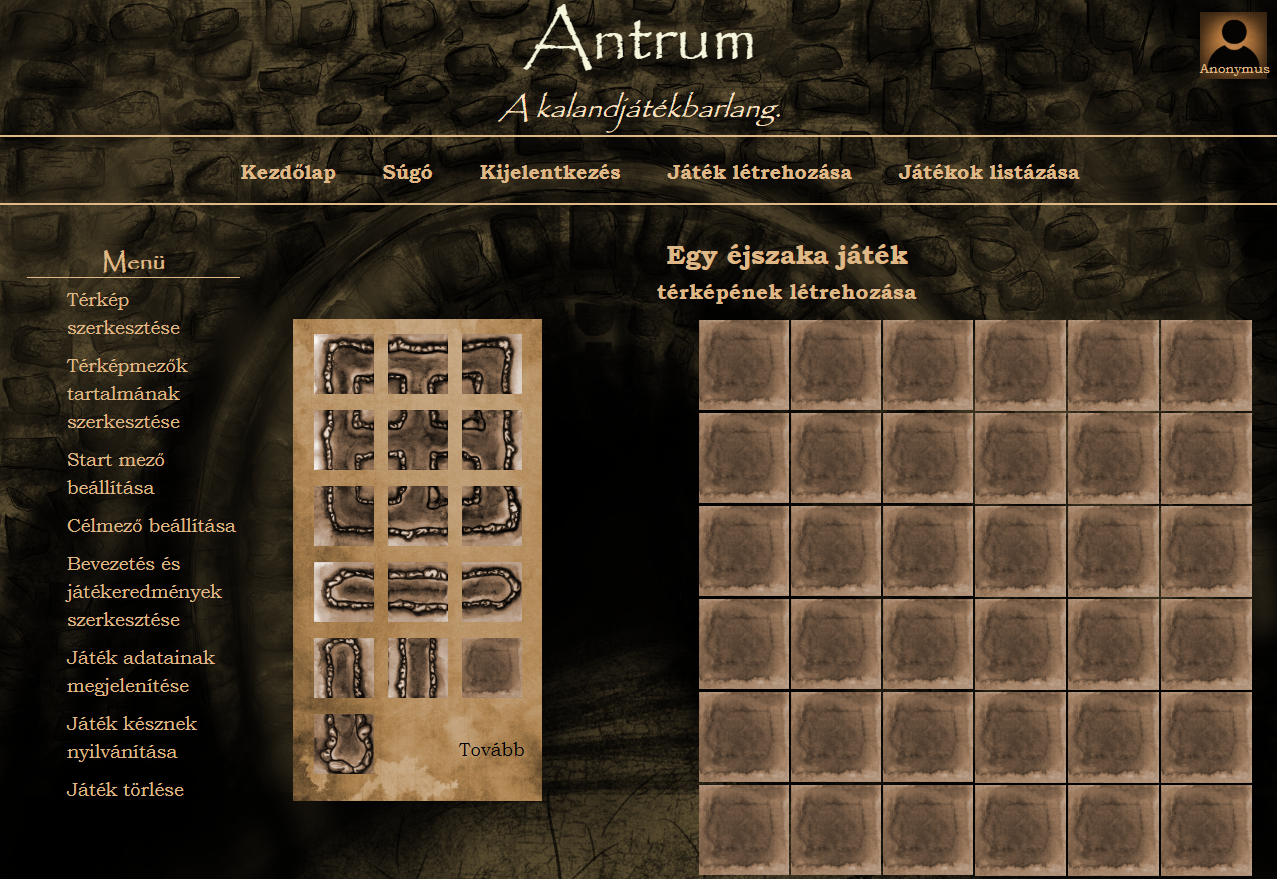 Antrum
A kalandjátékbarlang.
Anonymus
Kezdőlap Súgó Kijelentkezés Játék létrehozása Játékok listázása
Menü
Térkép
szerkesztése
Térképmezők
tartalmának
szerkesztése
Start mező
beállítása
Célmező beállítása
Bevezetés és
játékeredmények
szerkesztése
Játék adatainak
megjelenítése
Játék késznek
nyilvánítása
Játék törlése
Egy éjszaka játék
térképének létrehozása
Tovább